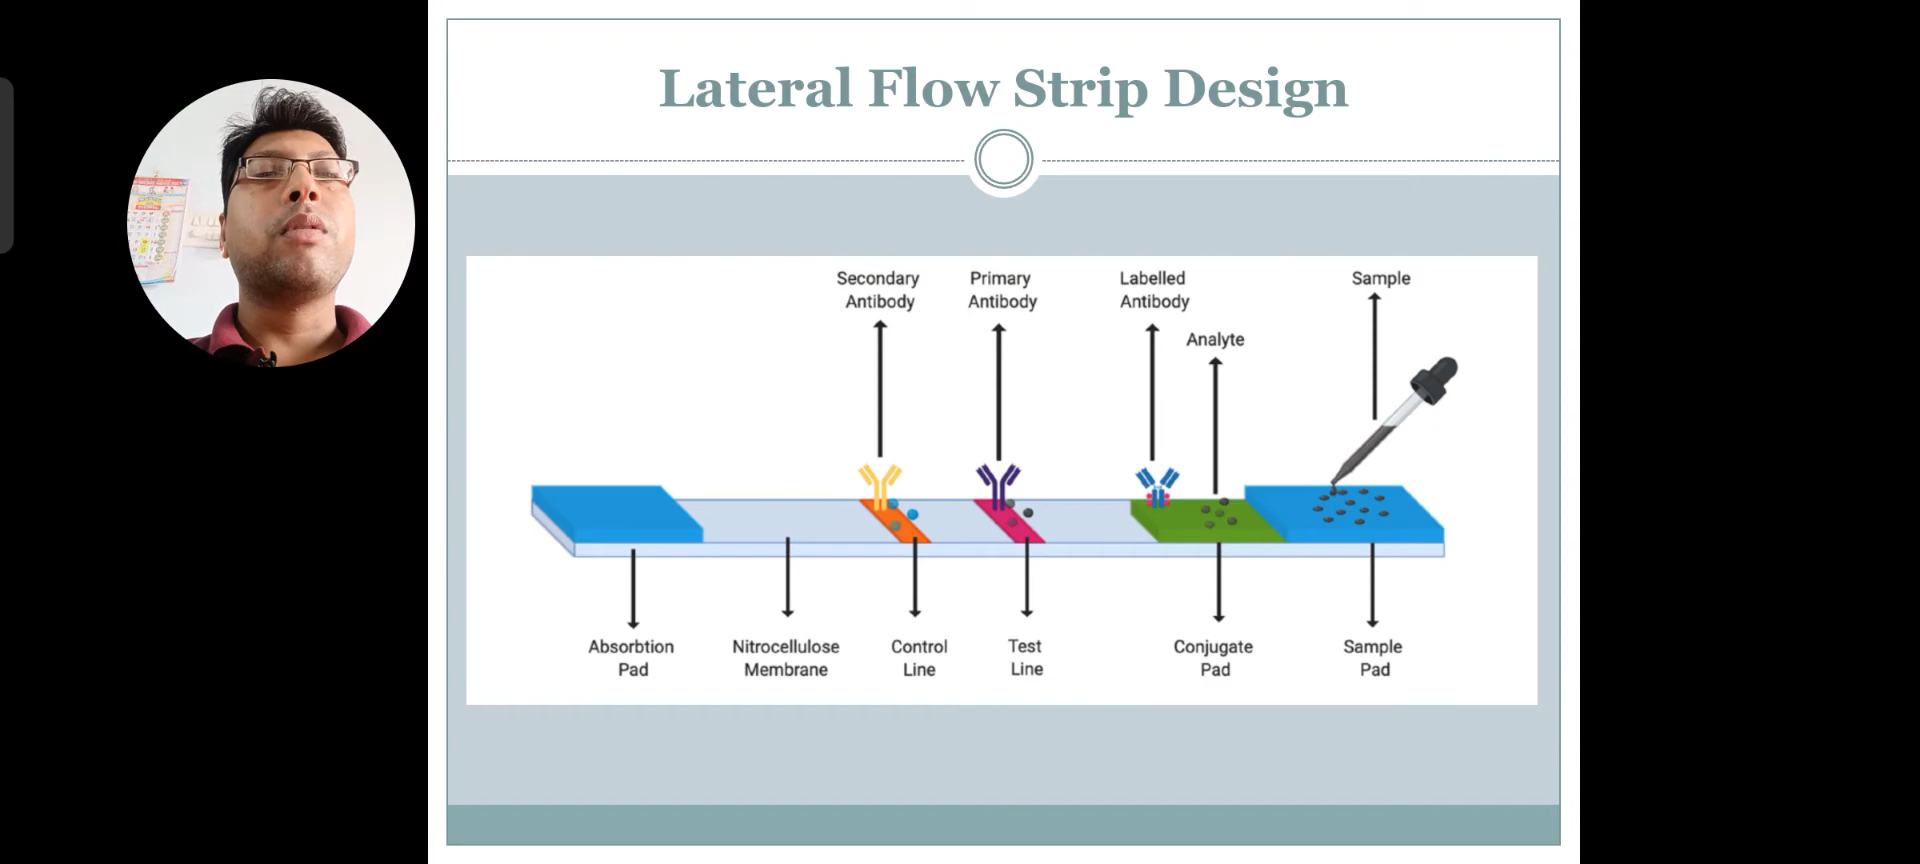 Lateral Flow Strip Design
Secondary
Antibody
Primary
Antibody
Labelled
Antibody
Analyte
Sample
Absorbtion
Pad
Nitrocellulose
Membrane
Control
Line
Test
Line
Conjugate
Pad
Sample
Pad